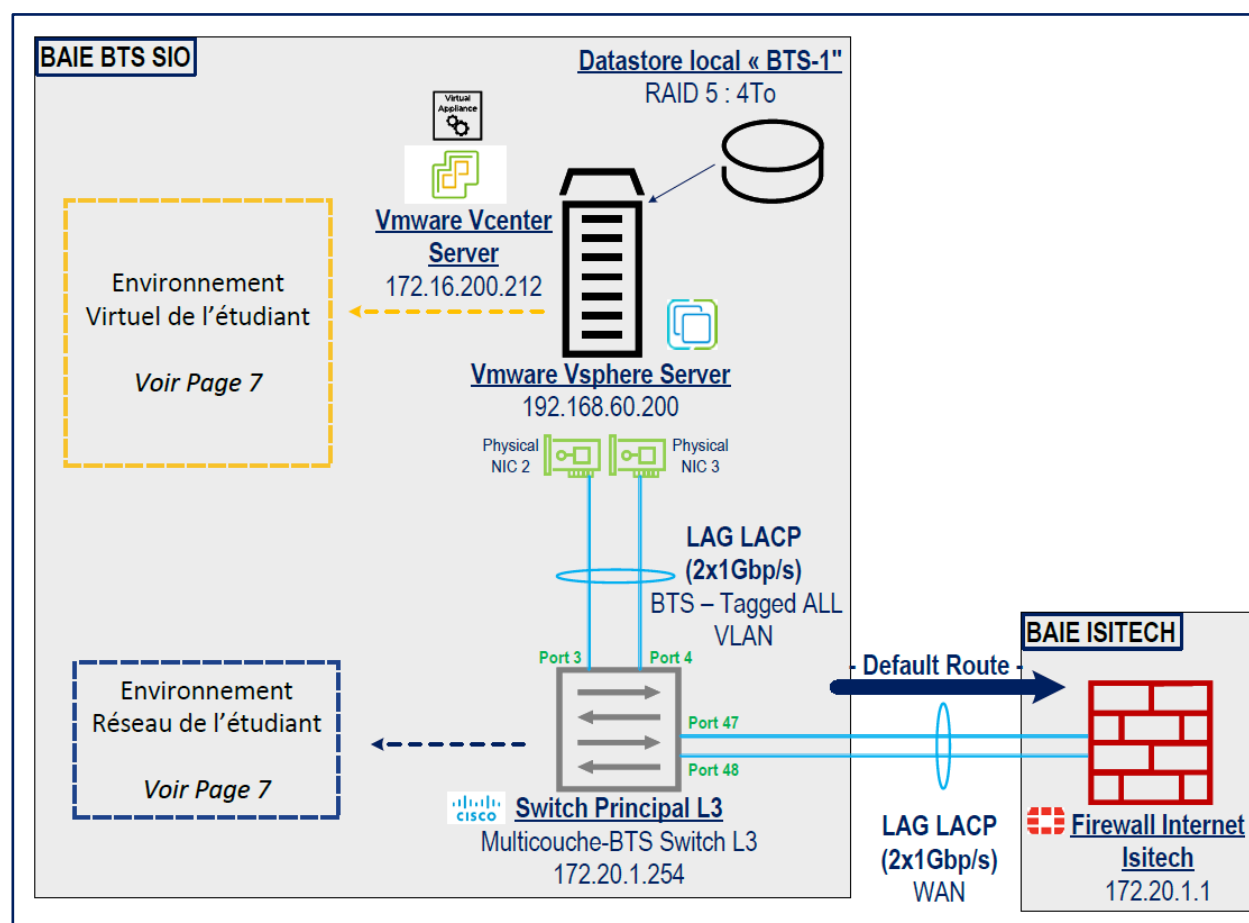 BAIE BTS SIO
Datastore local « BTS-1"
RAID 5 : 4To
Virtual
Appliance
Vmware Vcenter
Server
172.16.200.212
Environnement
Virtuel de l’étudiant
Voir Page 7
Vmware Vsphere Server
192.168.60.200
Physical
NIC 2
Physical
NIC 3
LAG LACP
(2x1Gbp/s)
BTS – Tagged ALL
VLAN
Port 3
Port 4
Environnement
Réseau de l’étudiant
Voir Page 7
Port 47
Port 48
CISCO
Switch Principal L3
Multicouche-BTS Switch L3
172.20.1.254
- Default Route -
LAG LACP
(2x1Gbp/s)
WAN
BAIE ISITECH
Firewall Internet
Isitech
172.20.1.1